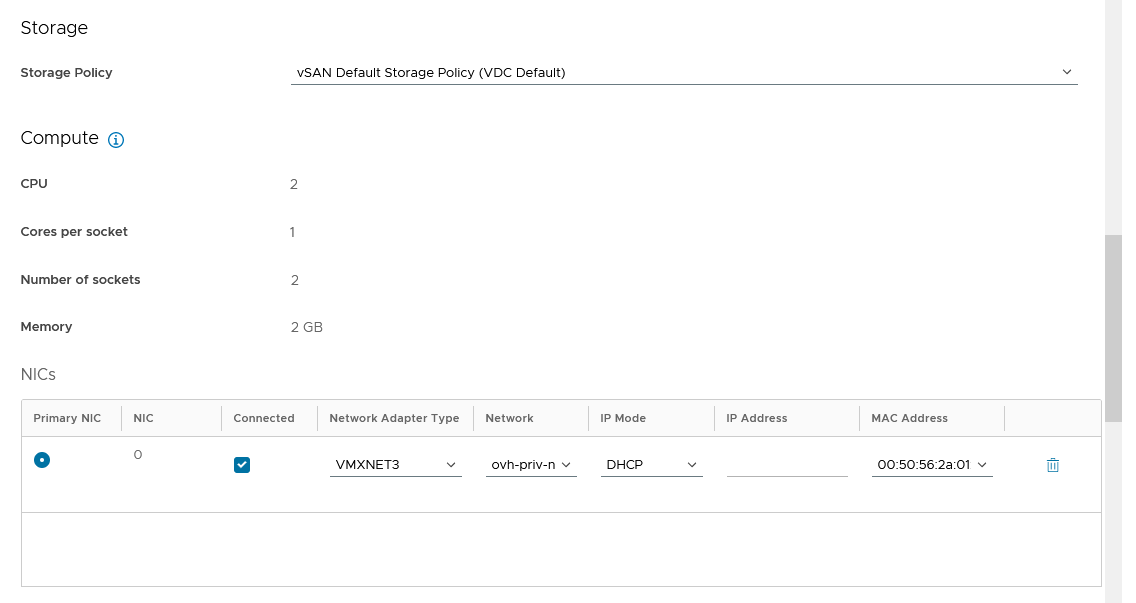 Storage
Storage Policy vSAN Default Storage Policy (VDC Default)
Compute
CPU 2
Cores per socket 1
Number of sockets 2
Memory 2 GB
NICs
Primary NIC NIC Connected Network Adapter Type Network IP Mode IP Address MAC Address
0 VMXNET3 ovh-priv-n DHCP 00:50:56:2a:01